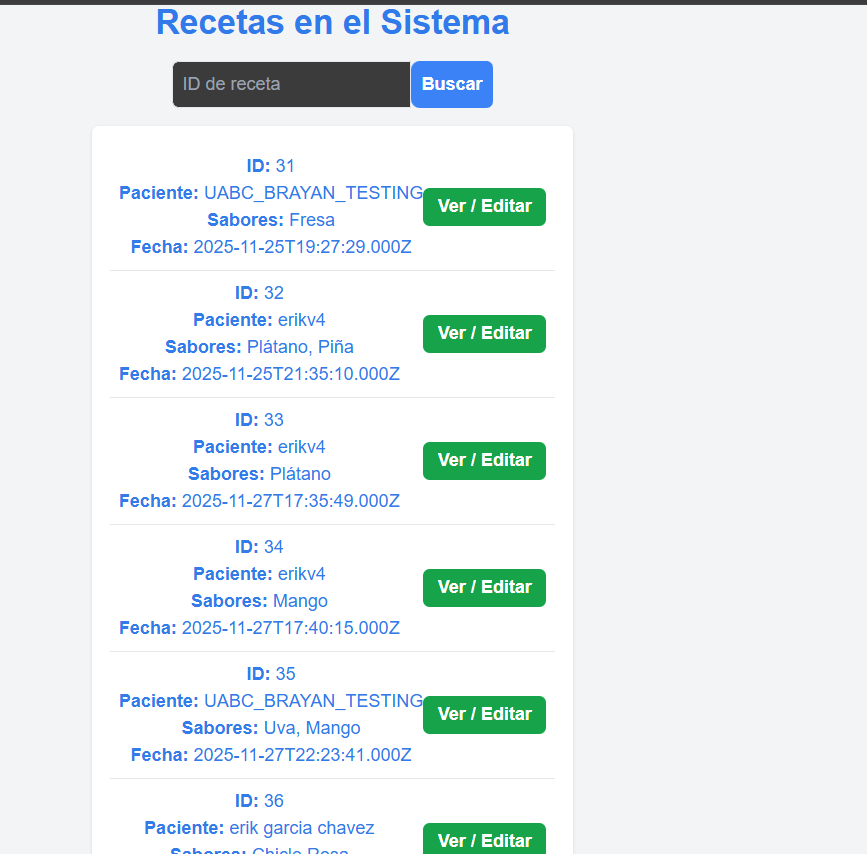 Recetas en el Sistema
ID de receta
Buscar
ID: 31
Paciente: UABC_BRAYAN_TESTING
Sabores: Fresa
Fecha: 2025-11-25T19:27:29.000Z
Ver / Editar
ID: 32
Paciente: erikv4
Sabores: Plátano, Piña
Fecha: 2025-11-25T21:35:10.000Z
Ver / Editar
ID: 33
Paciente: erikv4
Sabores: Plátano
Fecha: 2025-11-27T17:35:49.000Z
Ver / Editar
ID: 34
Paciente: erikv4
Sabores: Mango
Fecha: 2025-11-27T17:40:15.000Z
Ver / Editar
ID: 35
Paciente: UABC_BRAYAN_TESTING
Sabores: Uva, Mango
Fecha: 2025-11-27T22:23:41.000Z
Ver / Editar
ID: 36
Paciente: erik garcia chavez
Sabores: Chicle Rosa
Ver / Editar